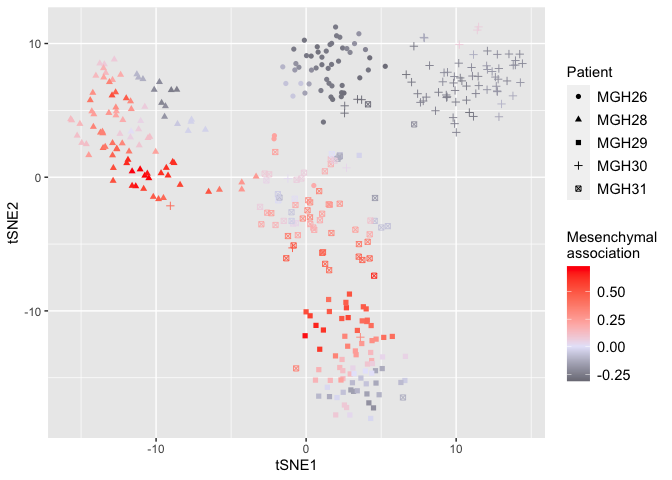 10
0
-10
tSNE2
-10
0
10
tSNE1
Patient
MGH26
MGH28
MGH29
MGH30
MGH31
Mesenchymal
association
0.50
0.25
0.00
-0.25